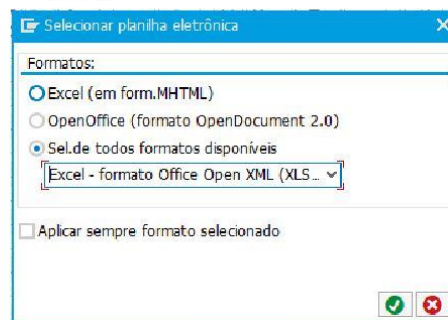 Selecionar planilha eletrônica
Formatos:
Excel (em form.MHTML)
OpenOffice (formato OpenDocument 2.0)
Sel.de todos formatos disponíveis
Excel - formato Office Open XML (XLS...
Aplicar sempre formato selecionado